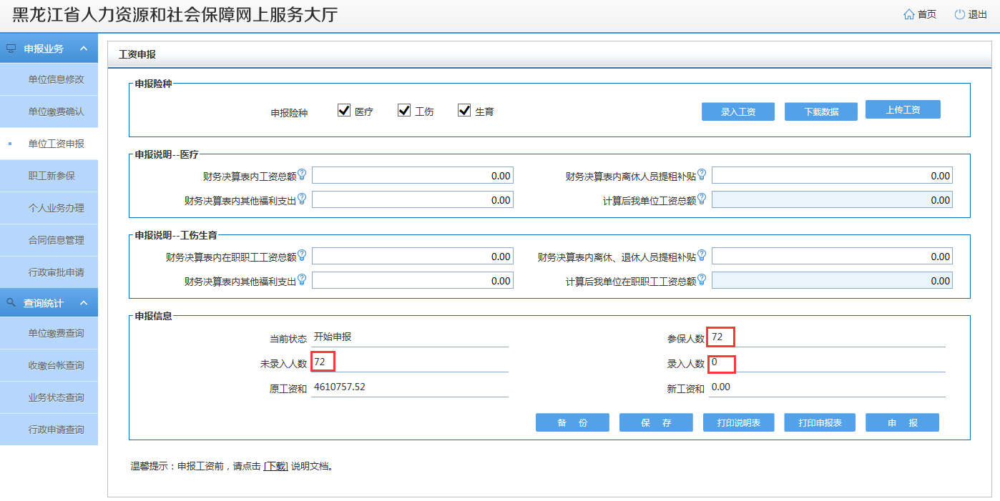 黑龙江省人力资源和社会保障网上服务大厅 首页 退出
申报业务
单位信息修改
单位缴费确认
单位工资申报
职工新参保
个人业务办理
合同信息管理
行政审批申请
查询统计
单位缴费查询
收缴台帐查询
业务状态查询
行政申请查询
工资申报
申报险种
申报险种 医疗 工伤 生育 录入工资 下载数据 上传工资
申报说明--医疗
财务决算表内工资总额 0.00 财务决算表内离休人员提租补贴 0.00
财务决算表内其他福利支出 0.00 计算后我单位工资总额 0.00
申报说明--工伤生育
财务决算表内在职职工工资总额 0.00 财务决算表内离休、退休人员提租补贴 0.00
财务决算表内其他福利支出 0.00 计算后我单位在职职工工资总额 0.00
申报信息
当前状态 开始申报 参保人数 72
未录入人数 72 录入人数 0
原工资和 4610757.52 新工资和 0.00
备 份 保 存 打印说明表 打印申报表 申 报
温馨提示：申报工资前，请点击 [下载] 说明文档。